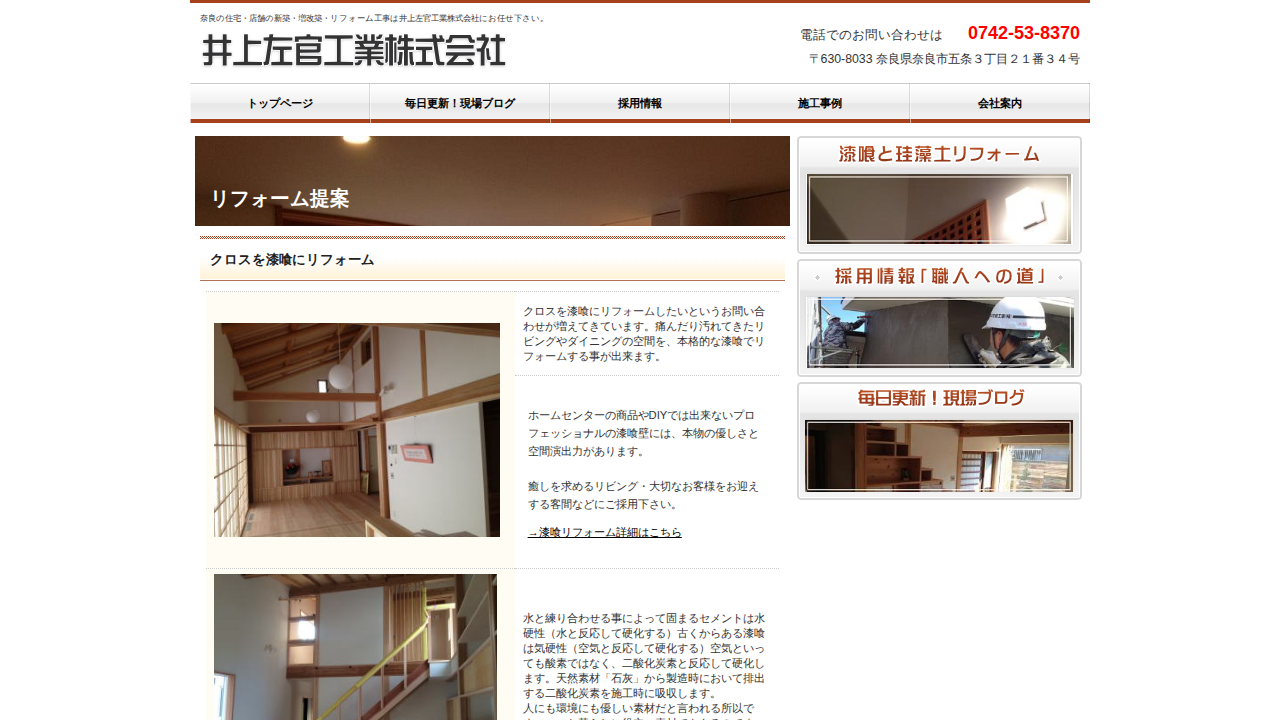 奈良の住宅・店舗の新築・増改築・リフォーム工事は井上左官工業株式会社にお任せ下さい。
井上左官工業株式会社
電話でのお問い合わせは 0742-53-8370
〒630-8033 奈良県奈良市五条３丁目２１番３４号
トップページ
毎日更新！現場ブログ
採用情報
施工事例
会社案内
リフォーム提案
クロスを漆喰にリフォーム
クロスを漆喰にリフォームしたいというお問い合
わせが増えてきています。痛んだり汚れてきたリ
ビングやダイニングの空間を、本格的な漆喰でリ
フォームする事が出来ます。
ホームセンターの商品やDIYでは出来ないプロ
フェッショナルの漆喰壁には、本物の優しさと
空間演出力があります。
癒しを求めるリビング・大切なお客様をお迎え
する客間などにご採用下さい。
→漆喰リフォーム詳細はこちら
水と練り合わせる事によって固まるセメントは水
硬性（水と反応して硬化する）古くからある漆喰
は気硬性（空気と反応して硬化する）空気といっ
ても酸素ではなく、二酸化炭素と反応して硬化し
ます。天然素材「石灰」から製造時において排出
する二酸化炭素を施工時に吸収します。
人にも環境にも優しい素材だと言われる所以で
漆喰と珪藻土リフォーム
採用情報「職人への道」
毎日更新！現場ブログ